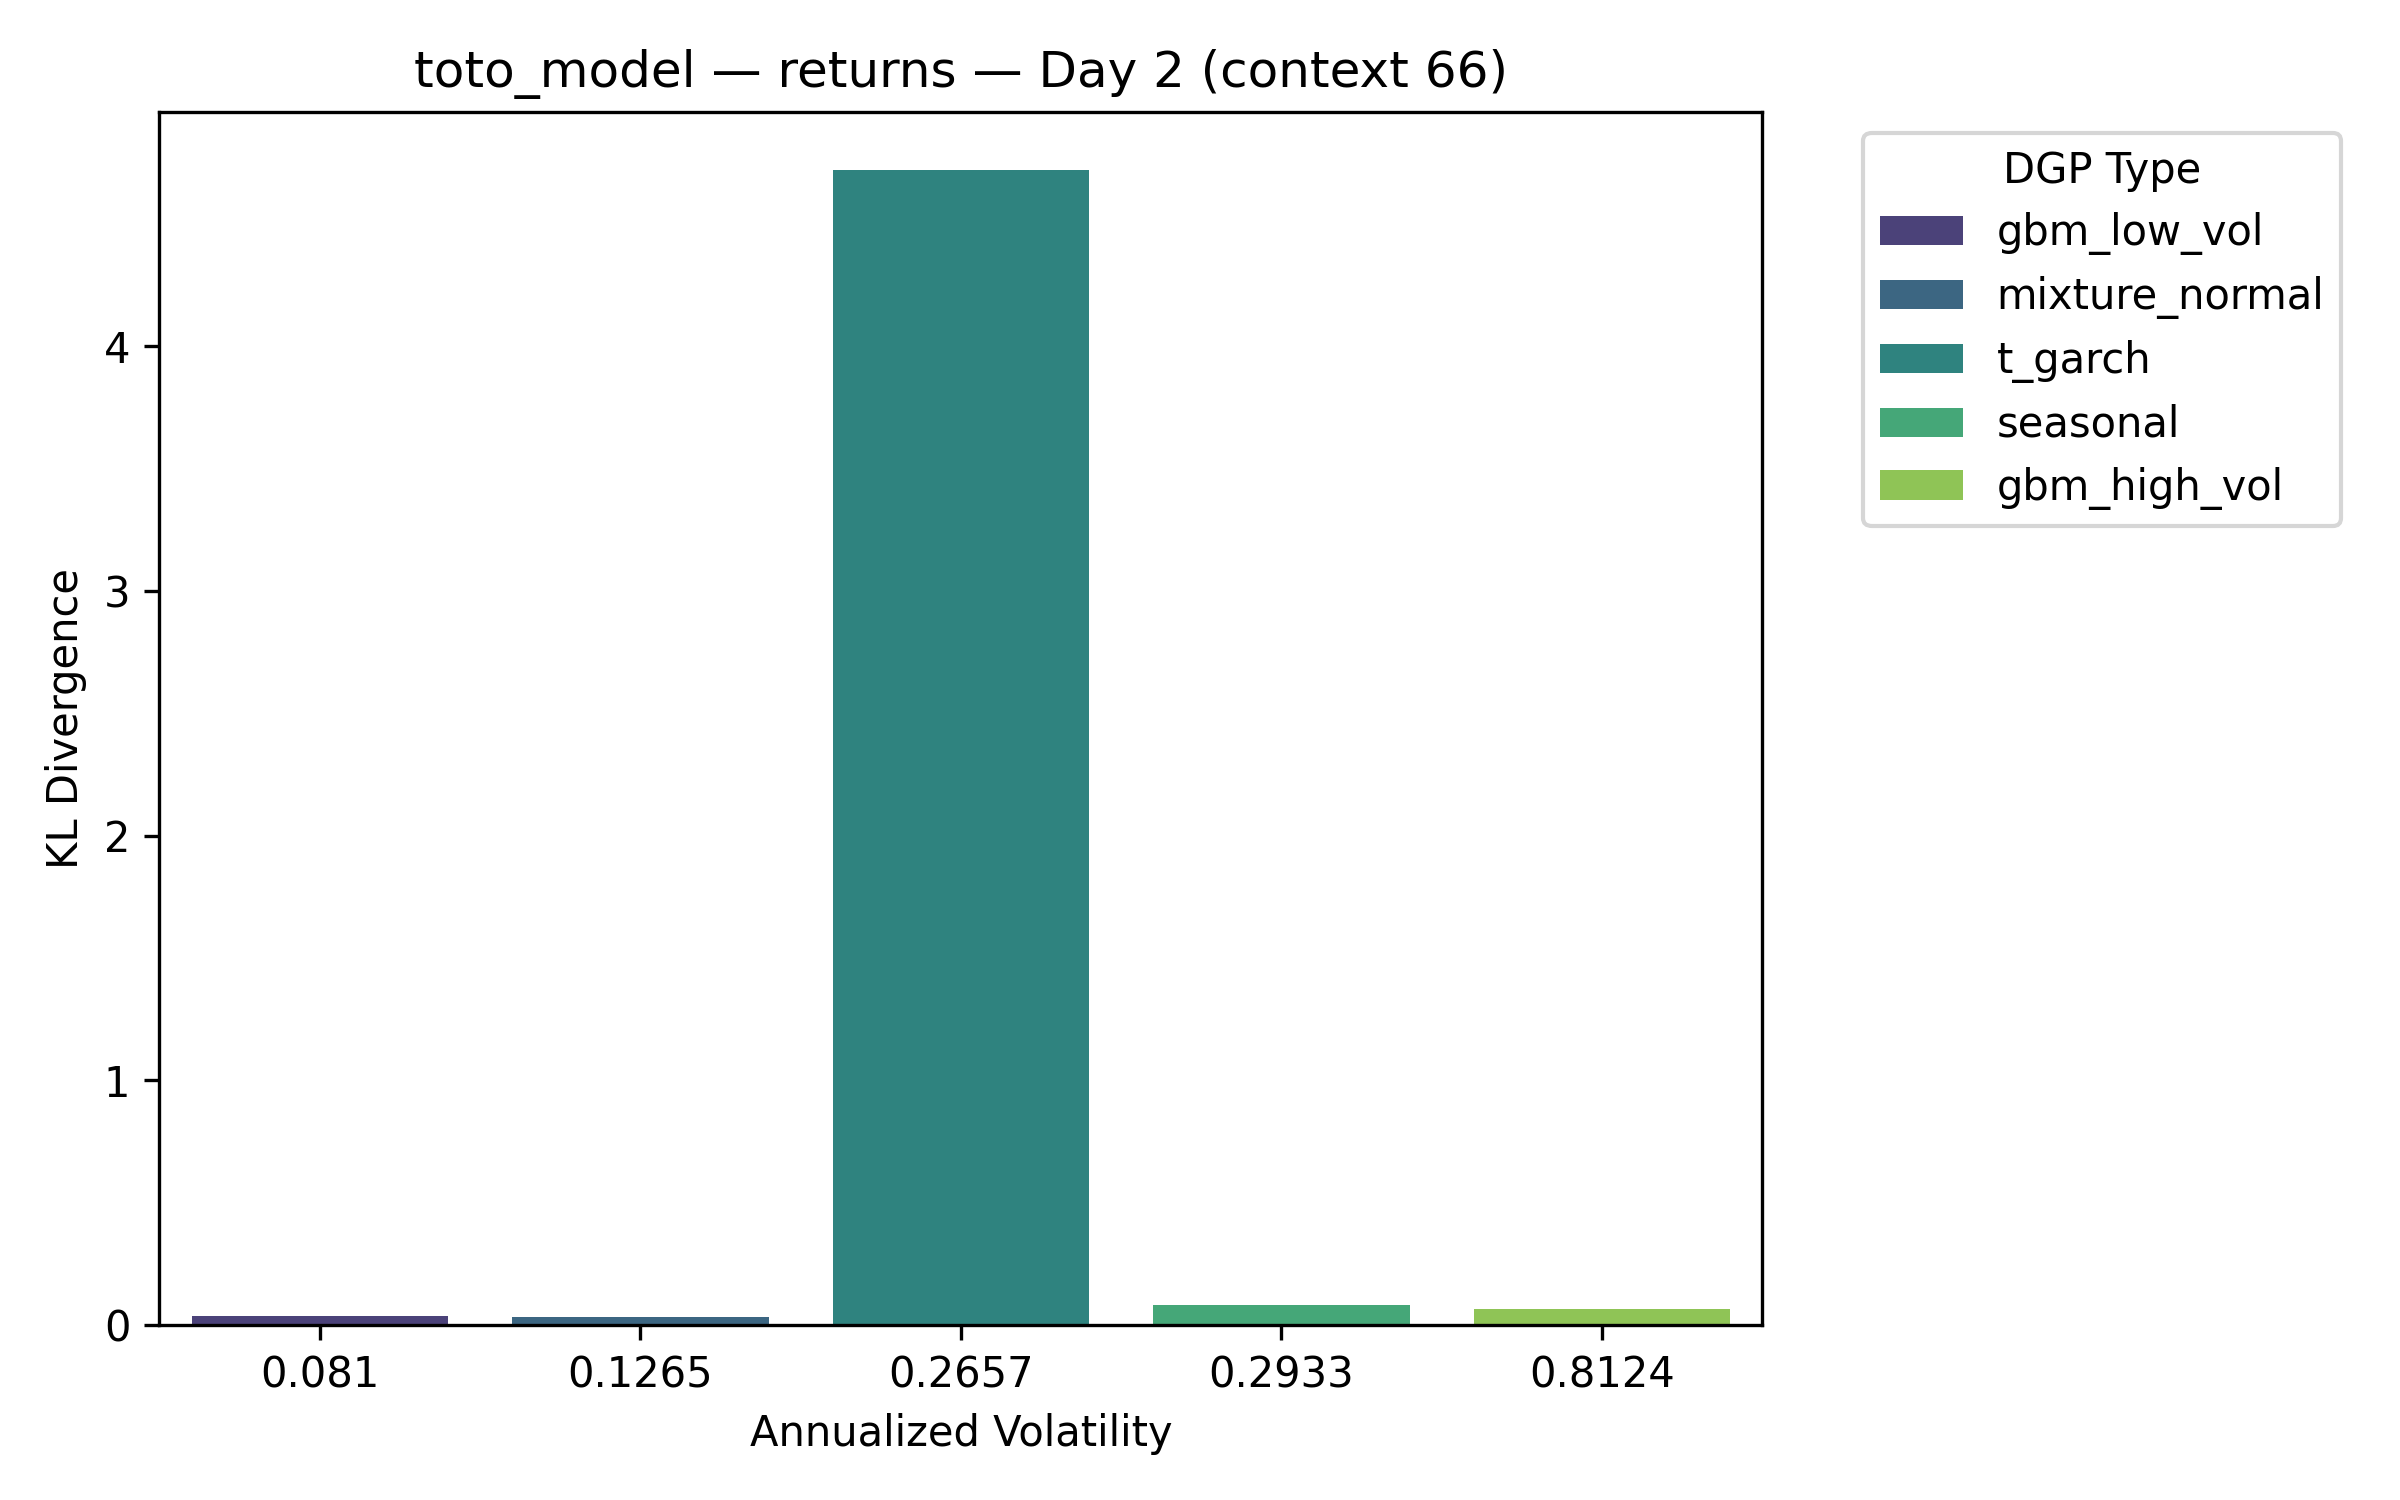 toto_model — returns — Day 2 (context 66)
DGP Type
gbm_low_vol
mixture_normal
t_garch
seasonal
gbm_high_vol
KL Divergence
4
3
2
1
0
0.081
0.1265
0.2657
0.2933
0.8124
Annualized Volatility